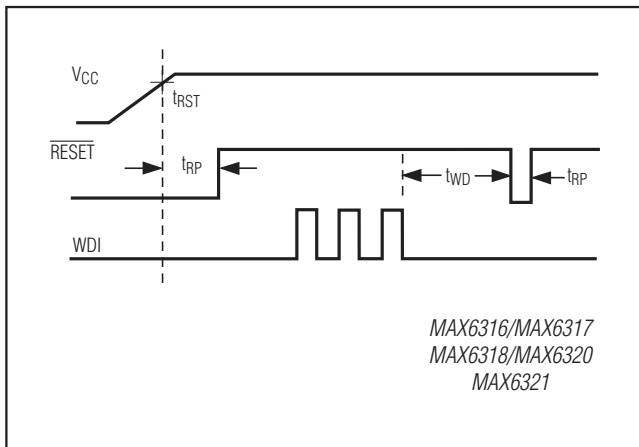 VCC
tRST
RESET
tRP
tWD
tRP
WDI
MAX6316/MAX6317
MAX6318/MAX6320
MAX6321